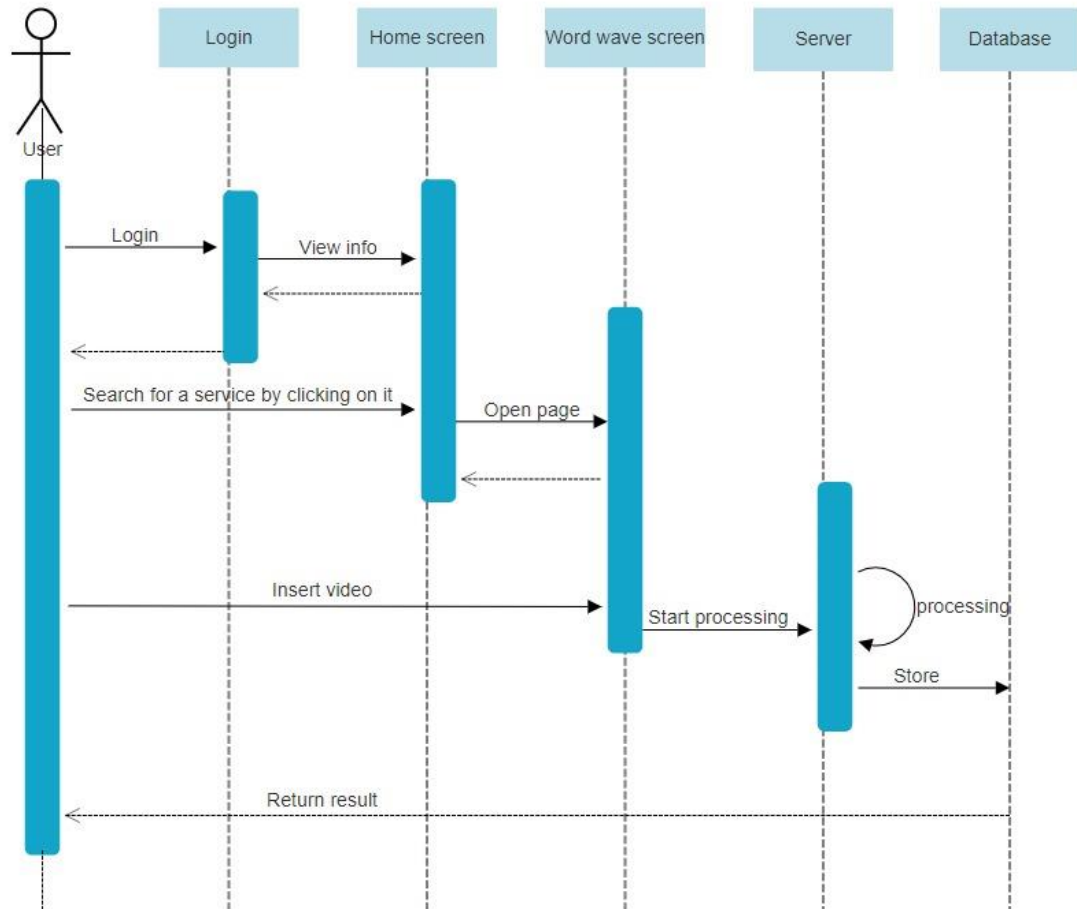 Login
Home screen
Word wave screen
Server
Database
User
Login
View info
Search for a service by clicking on it
Open page
Insert video
processing
Start processing
Store
Return result